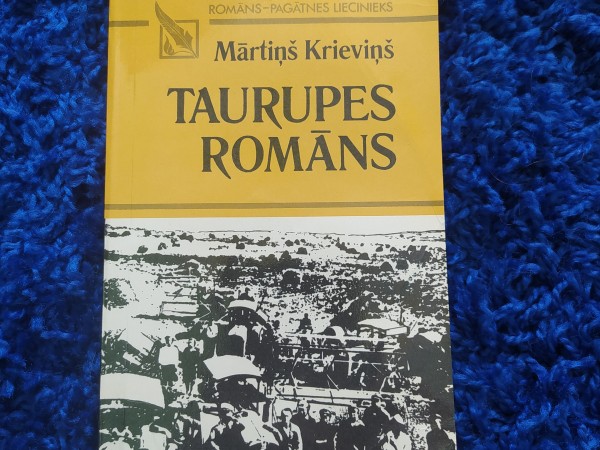 ROMĀNS–PAGĀTNES LIECINIEKS
Mārtiņš Krieviņš
TAURUPES
ROMĀNS